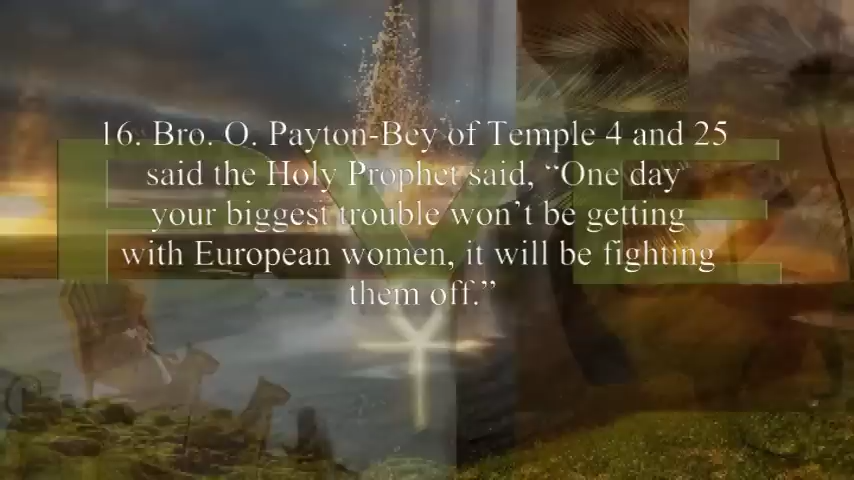 16. Bro. O. Payton-Bey of Temple 4 and 25
said the Holy Prophet said, “One day
your biggest trouble won’t be getting
with European women, it will be fighting
them off.”
PYE